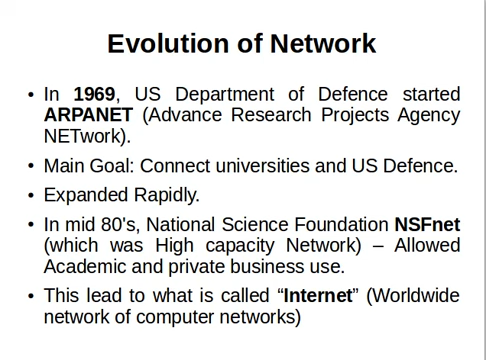 Evolution of Network
• In 1969, US Department of Defence started
ARPANET (Advance Research Projects Agency
NETwork).
• Main Goal: Connect universities and US Defence.
• Expanded Rapidly.
• In mid 80's, National Science Foundation NSFnet
(which was High capacity Network) – Allowed
Academic and private business use.
• This lead to what is called “Internet” (Worldwide
network of computer networks)